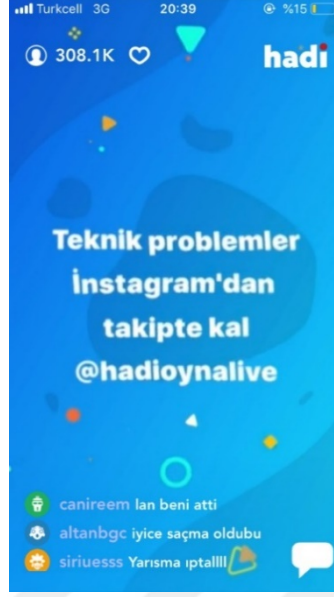 Turkcell 3G 20:39 %15
308.1K hadi
Teknik problemler
İnstagram'dan
takipte kal
@hadioynalive
canireem lan beni atti
altanbgc iyice saçma oldubu
siriuesss Yarısma ıptallll